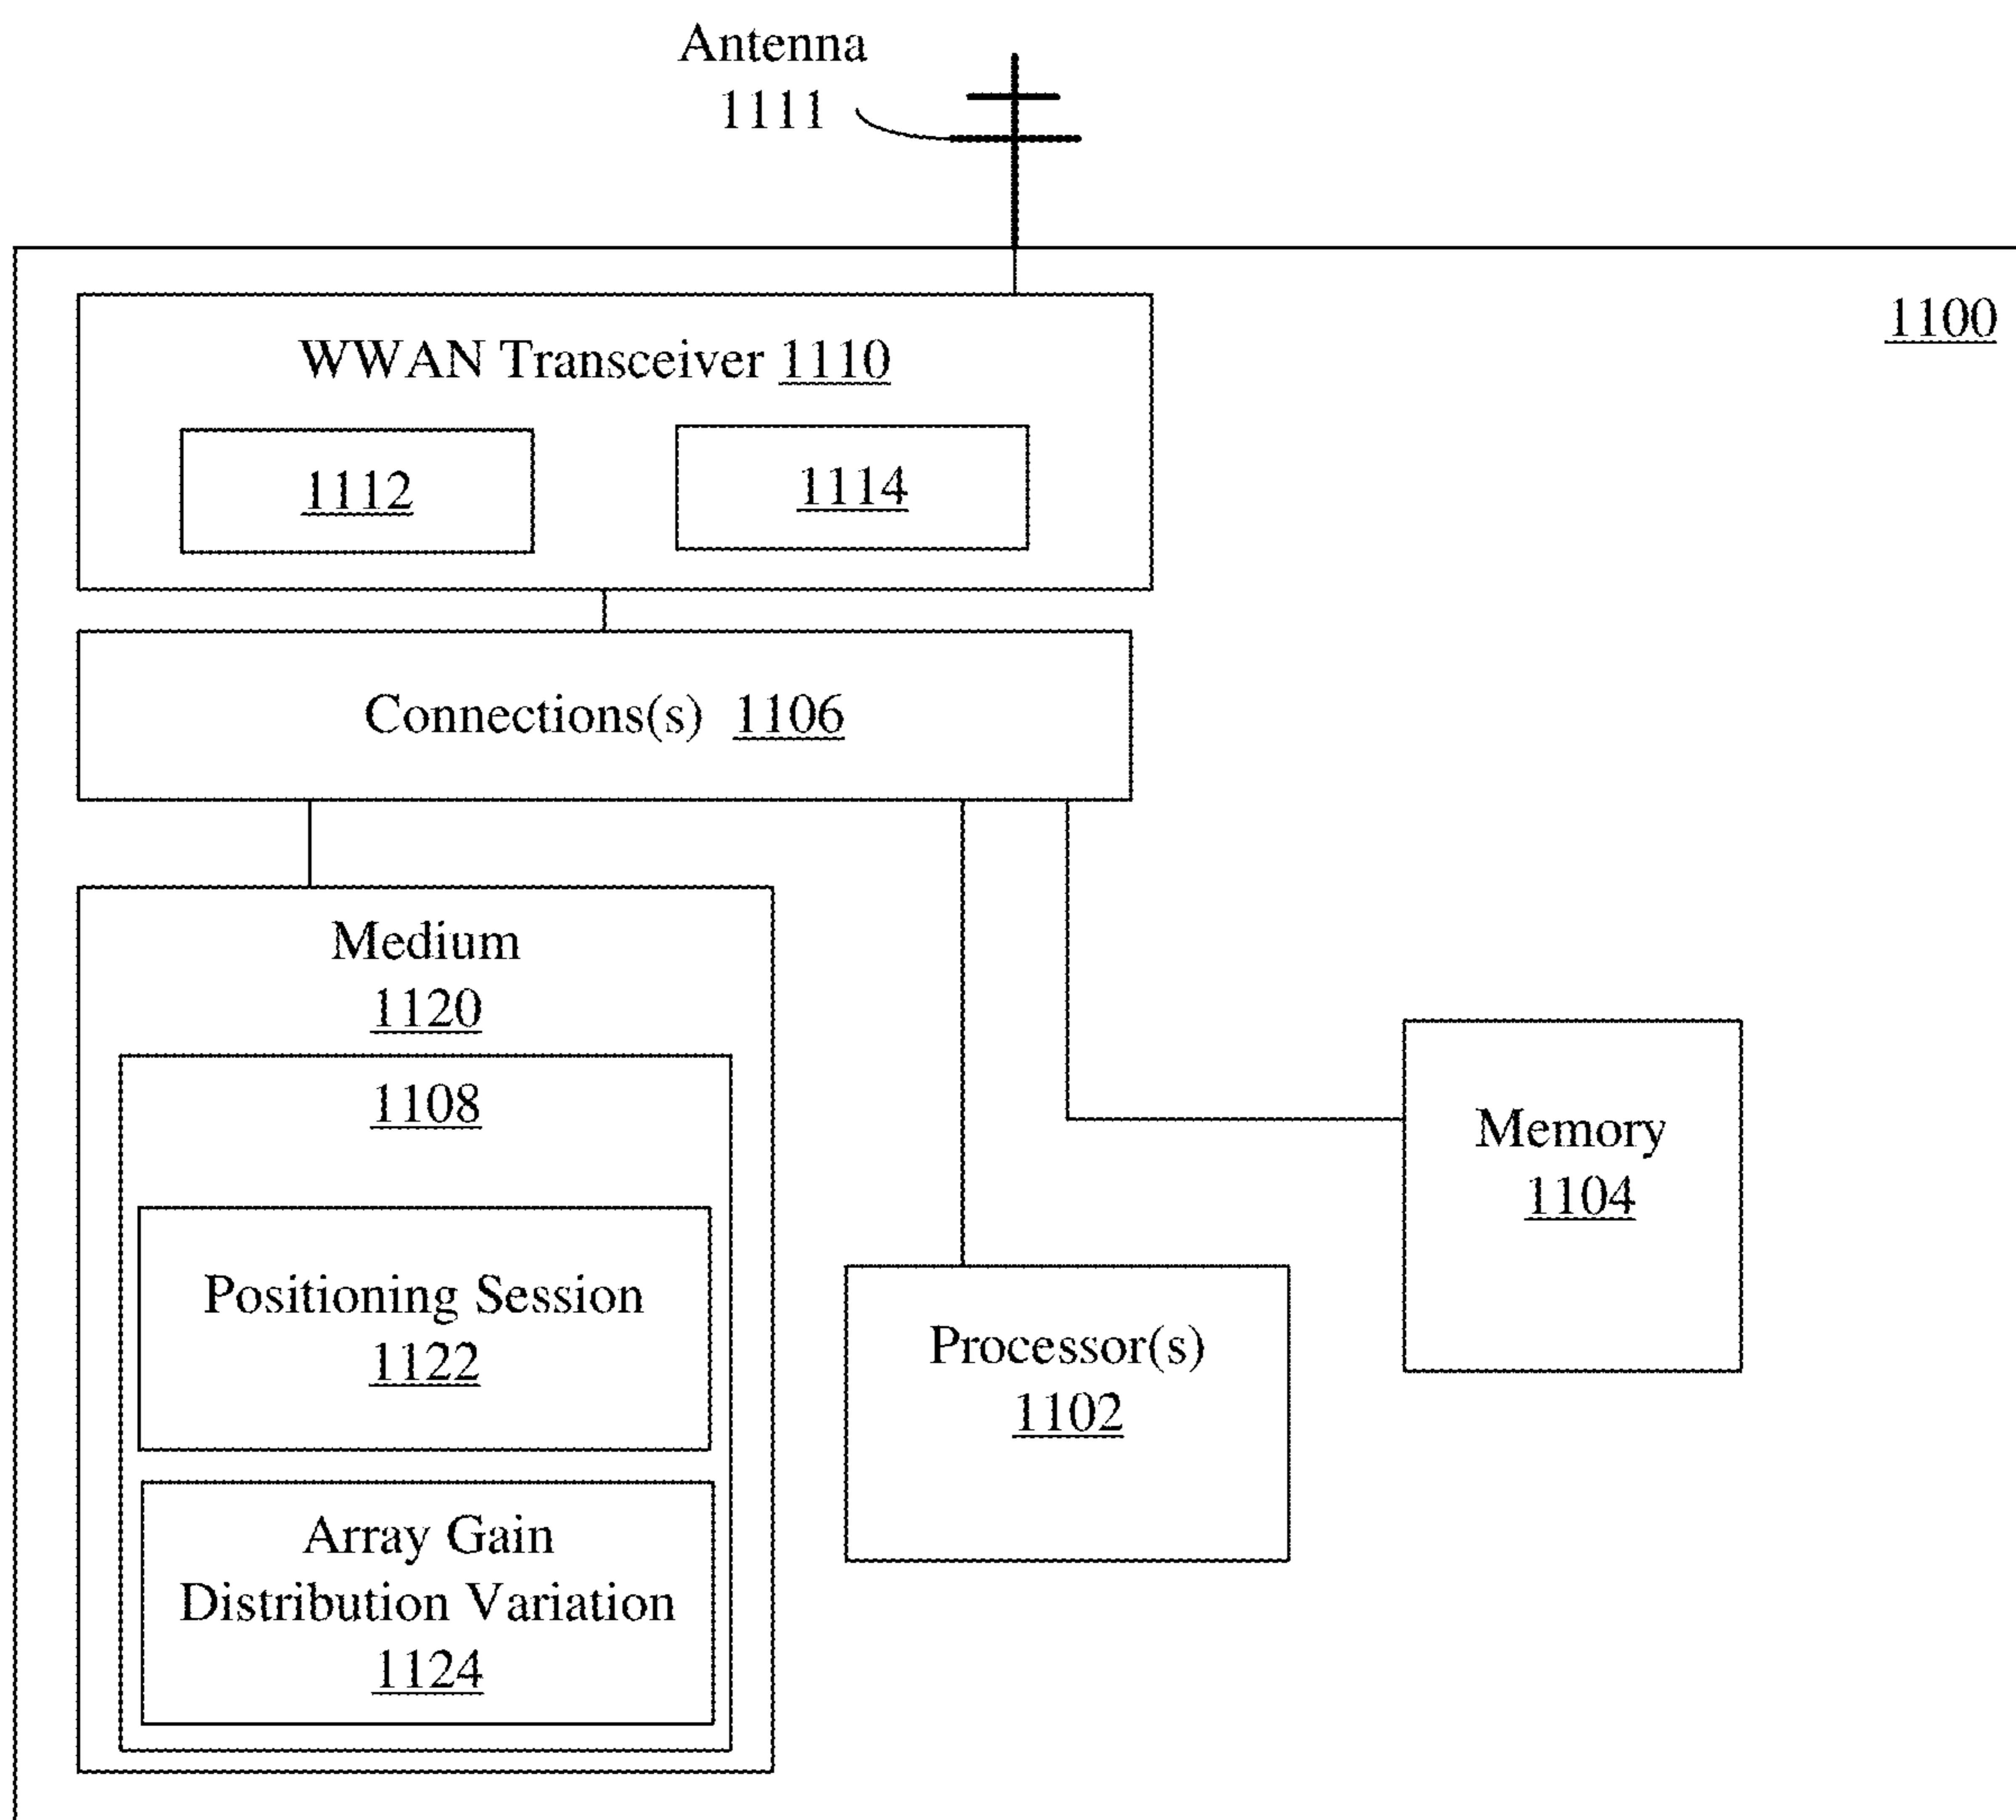 Antenna
1111
1100
WWAN Transceiver 1110
1112
1114
Connections(s) 1106
Medium
1120
1108
Positioning Session
1122
Array Gain
Distribution Variation
1124
Processor(s)
1102
Memory
1104